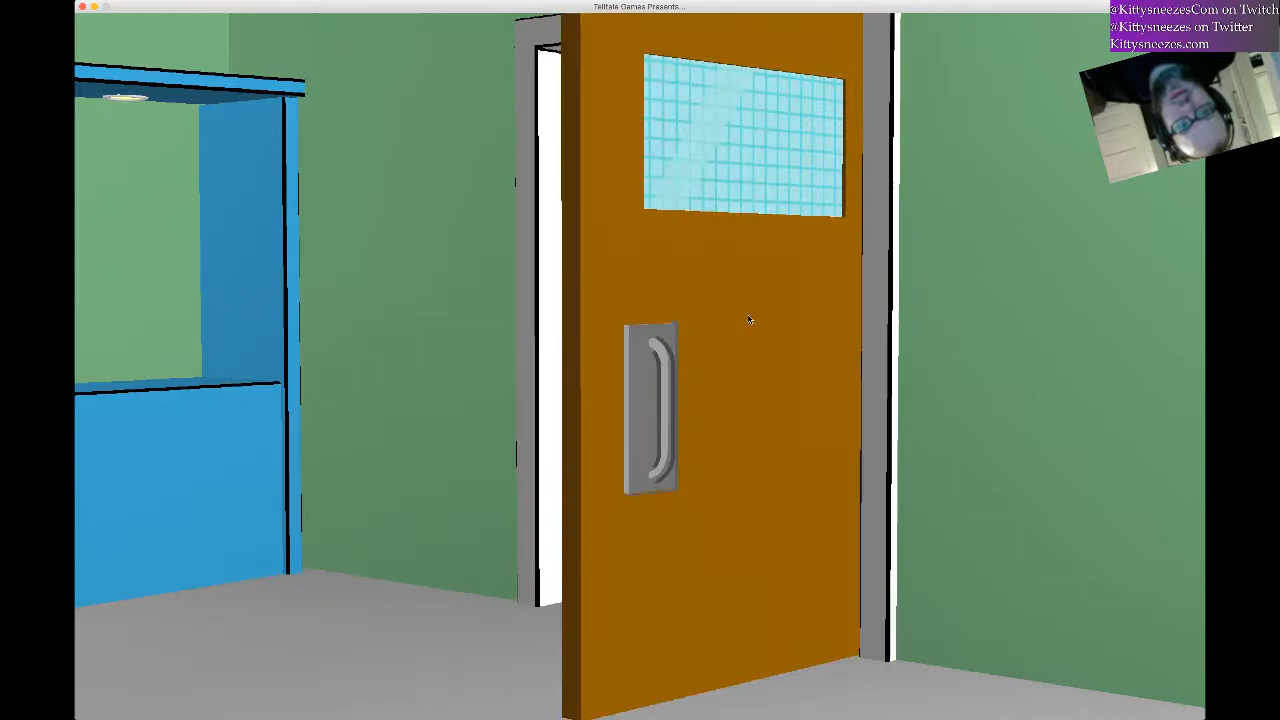 Telltale Games Presents...
@KittysneezesCom on Twitch
@Kittysneezes on Twitter
Kittysneezes.com